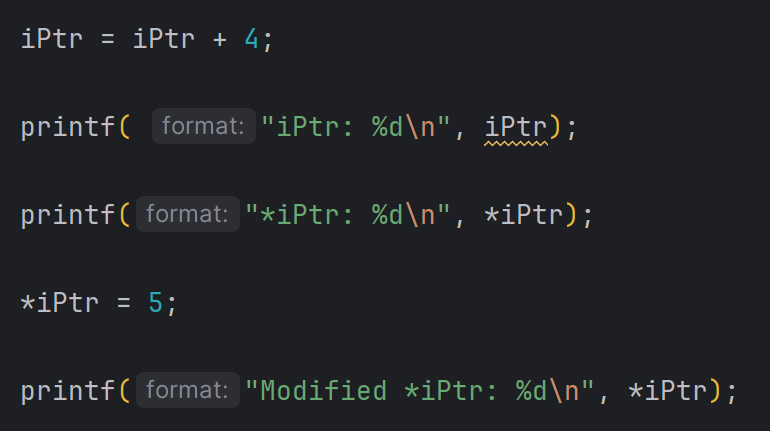 iPtr = iPtr + 4;
printf( format: "iPtr: %d\n", iPtr);
printf( format: "*iPtr: %d\n", *iPtr);
*iPtr = 5;
printf( format: "Modified *iPtr: %d\n", *iPtr);